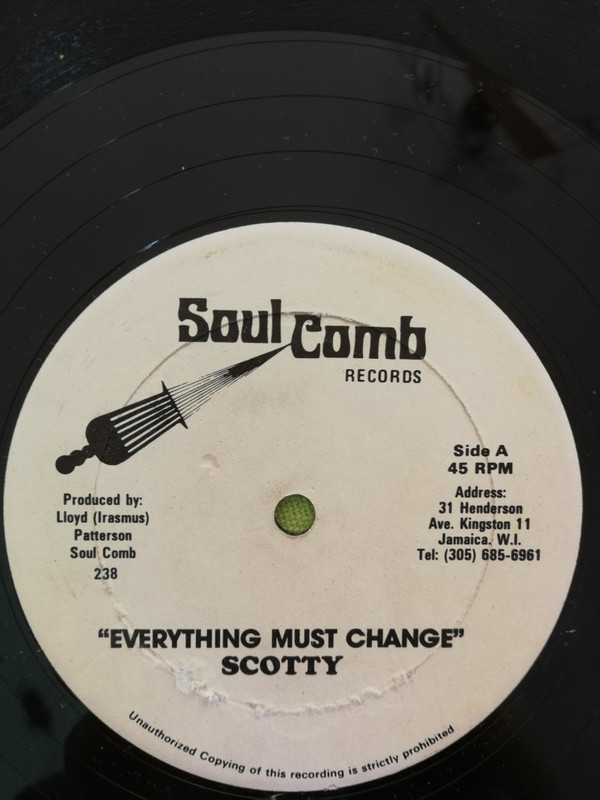 Soul Comb
RECORDS
Side A
45 RPM
Produced by:
Lloyd (Irasmus)
Patterson
Soul Comb
238
Address:
31 Henderson
Ave. Kingston 11
Jamaica. W.I.
Tel: (305) 685-6961
"EVERYTHING MUST CHANGE"
SCOTTY
Unauthorized Copying of this recording is strictly prohibited